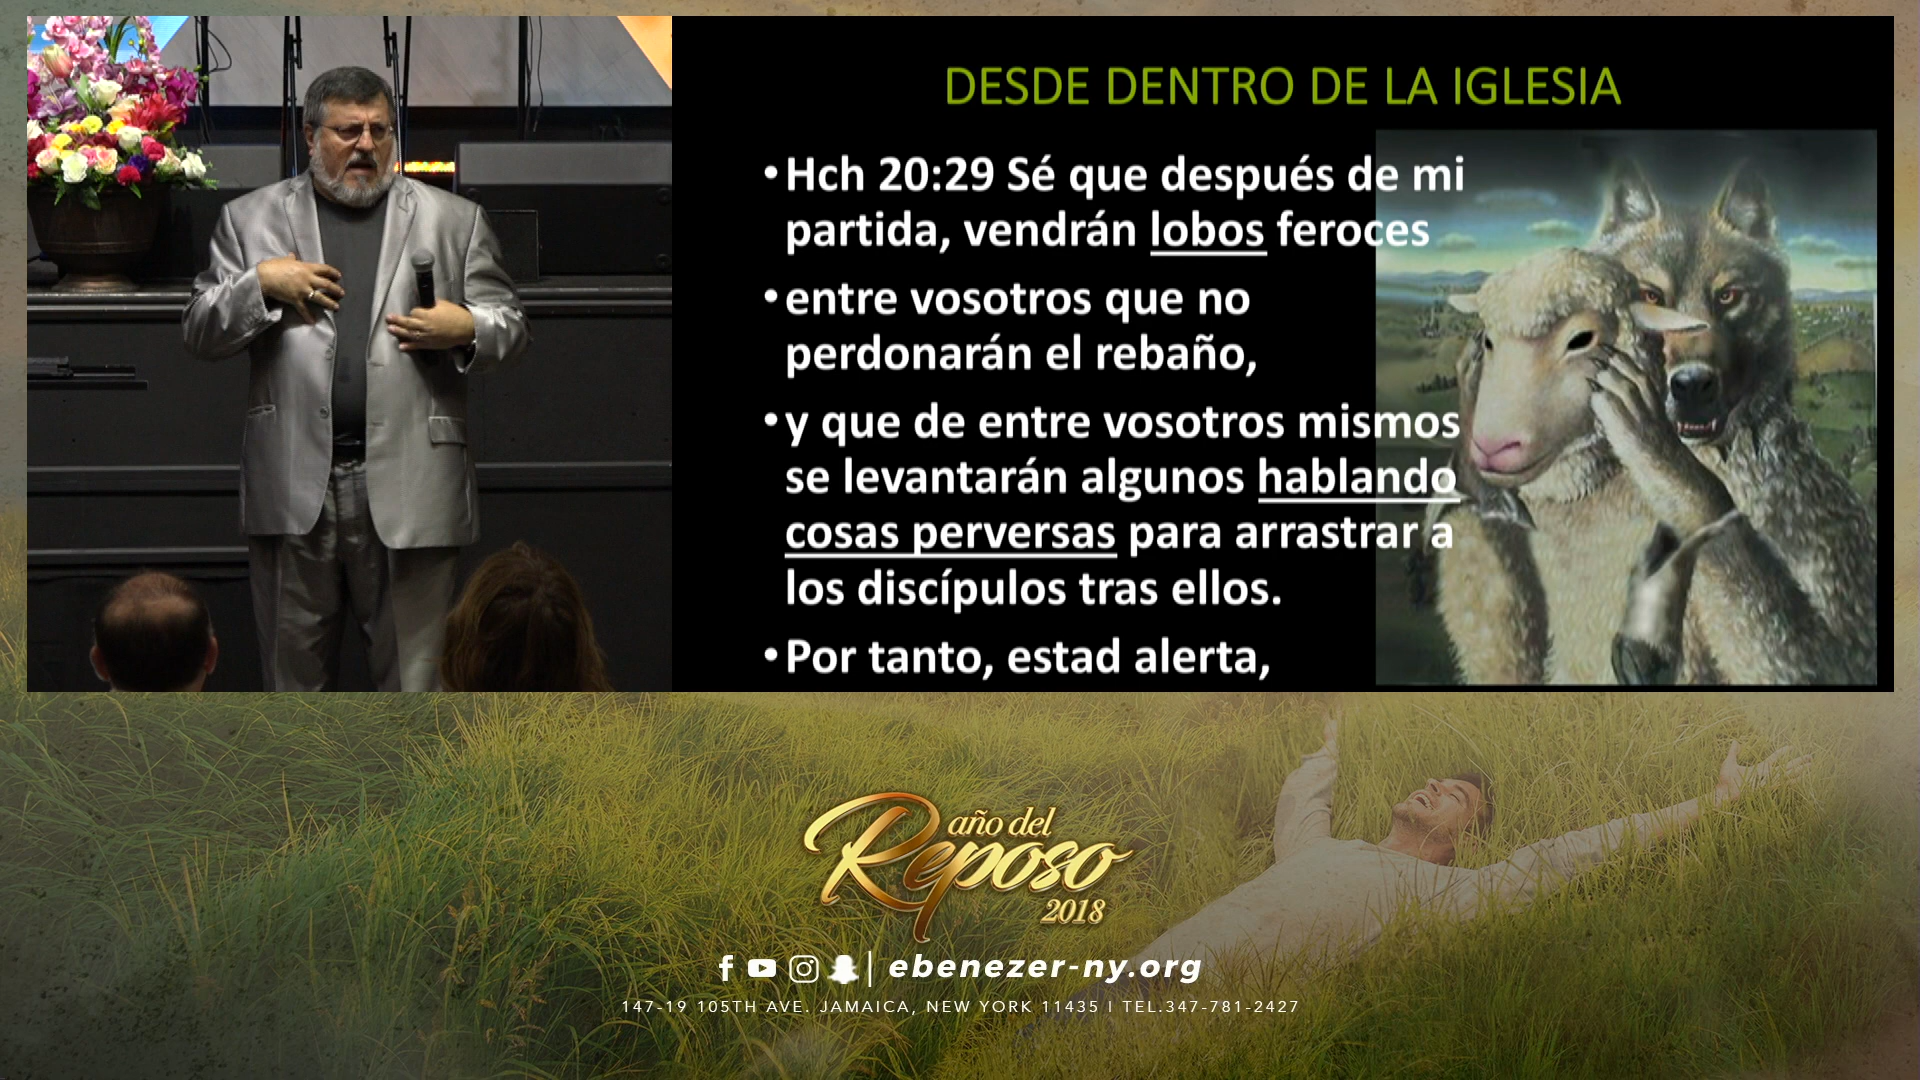 DESDE DENTRO DE LA IGLESIA
• Hch 20:29 Sé que después de mi
partida, vendrán lobos feroces
• entre vosotros que no
perdonarán el rebaño,
• y que de entre vosotros mismos
se levantarán algunos hablando
cosas perversas para arrastrar a
los discípulos tras ellos.
• Por tanto, estad alerta,
año del
Reposo
2018
ebenezer-ny.org
147-19 105TH AVE. JAMAICA, NEW YORK 11435 | TEL.347-781-2427